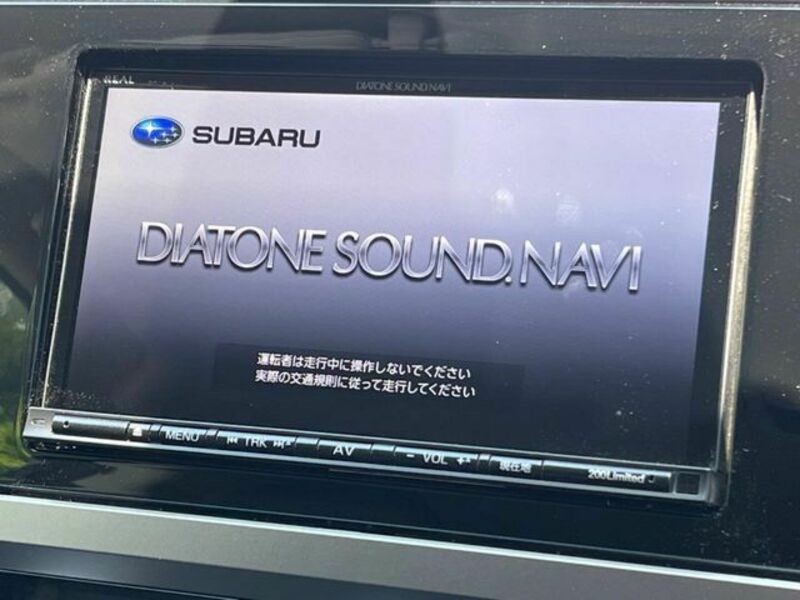 REAL
DIATONE SOUND.NAVI
SUBARU
DIATONE SOUND.NAVI
運転者は走行中に操作しないでください
実際の交通規則に従って走行してください
MENU TRK AV − VOL + 現在地 200Limited